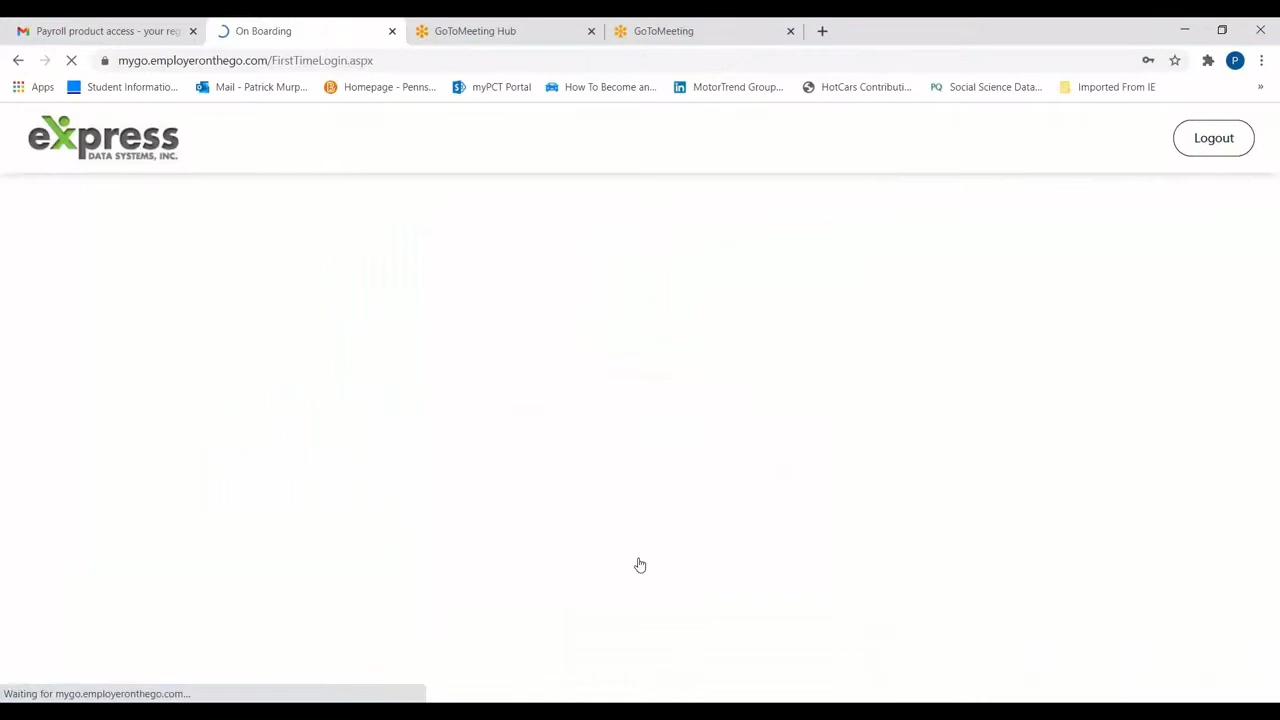 Payroll product access - your reg
On Boarding
GoToMeeting Hub
GoToMeeting
mygo.employeronthego.com/FirstTimeLogin.aspx
P
Apps
Student Informatio...
Mail - Patrick Murp...
Homepage - Penns...
myPCT Portal
How To Become an...
MotorTrend Group...
HotCars Contributi...
PQ
Social Science Data...
Imported From IE
express
DATA SYSTEMS, INC.
Logout
Waiting for mygo.employeronthego.com...